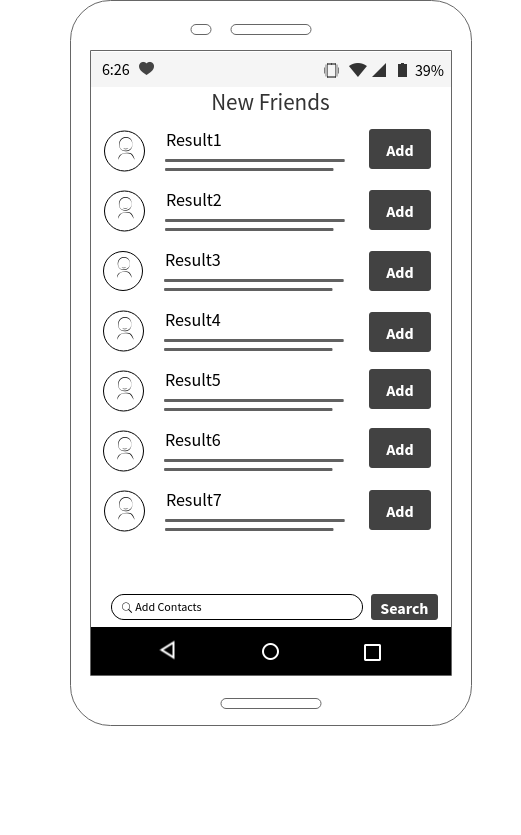 6:26 39%
New Friends
Result1
Add
Result2
Add
Result3
Add
Result4
Add
Result5
Add
Result6
Add
Result7
Add
Add Contacts Search